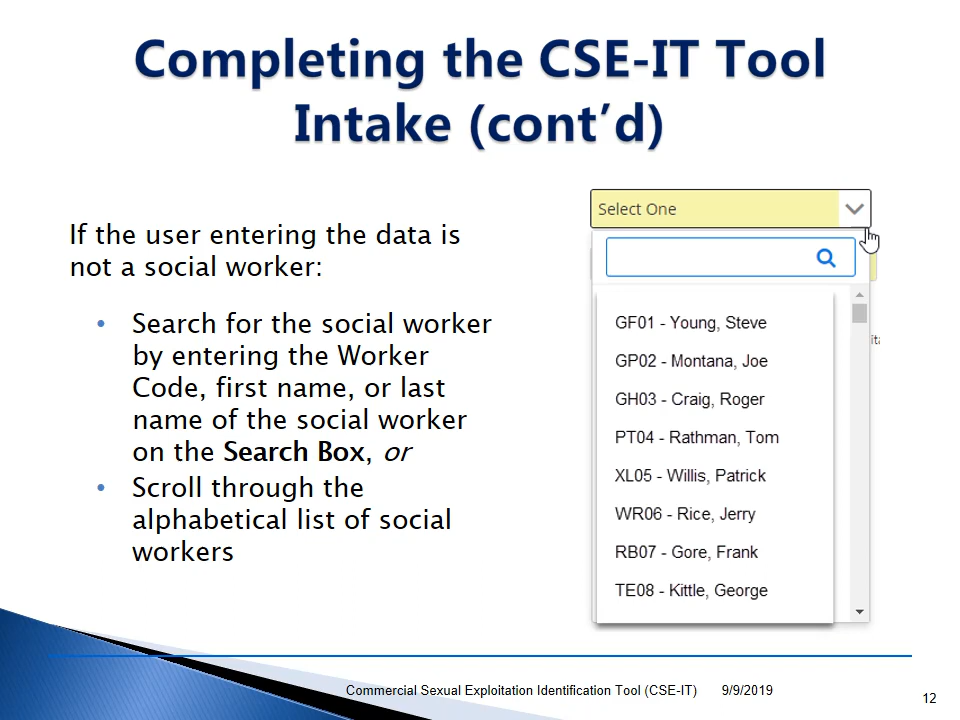 Completing the CSE-IT Tool
Intake (cont’d)
If the user entering the data is
not a social worker:
• Search for the social worker
by entering the Worker
Code, first name, or last
name of the social worker
on the Search Box, or
• Scroll through the
alphabetical list of social
workers
Select One
GF01 - Young, Steve
GP02 - Montana, Joe
GH03 - Craig, Roger
PT04 - Rathman, Tom
XL05 - Willis, Patrick
WR06 - Rice, Jerry
RB07 - Gore, Frank
TE08 - Kittle, George
Commercial Sexual Exploitation Identification Tool (CSE-IT) 9/9/2019
12